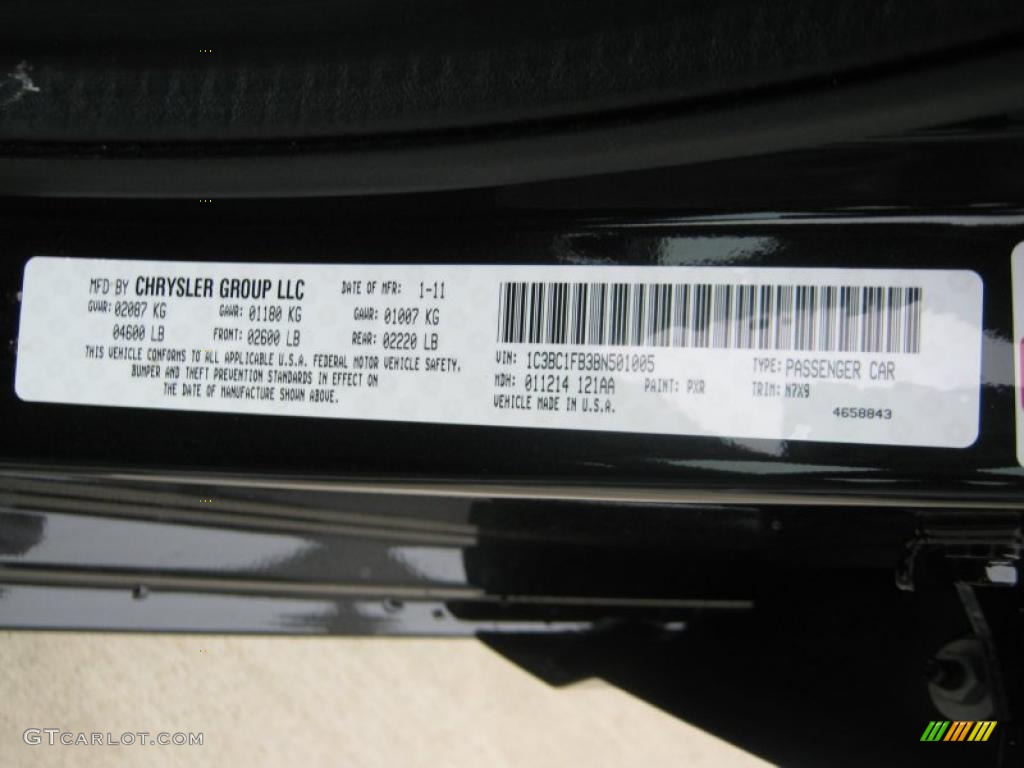 MFD BY CHRYSLER GROUP LLC DATE OF MFR: 1-11
GVWR: 02087 KG GAWR: 01180 KG GAWR: 01007 KG
04600 LB FRONT: 02600 LB REAR: 02220 LB
THIS VEHICLE CONFORMS TO ALL APPLICABLE U.S.A. FEDERAL MOTOR VEHICLE SAFETY,
BUMPER AND THEFT PREVENTION STANDARDS IN EFFECT ON
THE DATE OF MANUFACTURE SHOWN ABOVE.
VIN: 1C3BC1FB3BN501005 TYPE: PASSENGER CAR
MDH: 011214 121AA PAINT: PXR TRIM: N7X9
VEHICLE MADE IN U.S.A. 4658843
GTCARLOT.COM